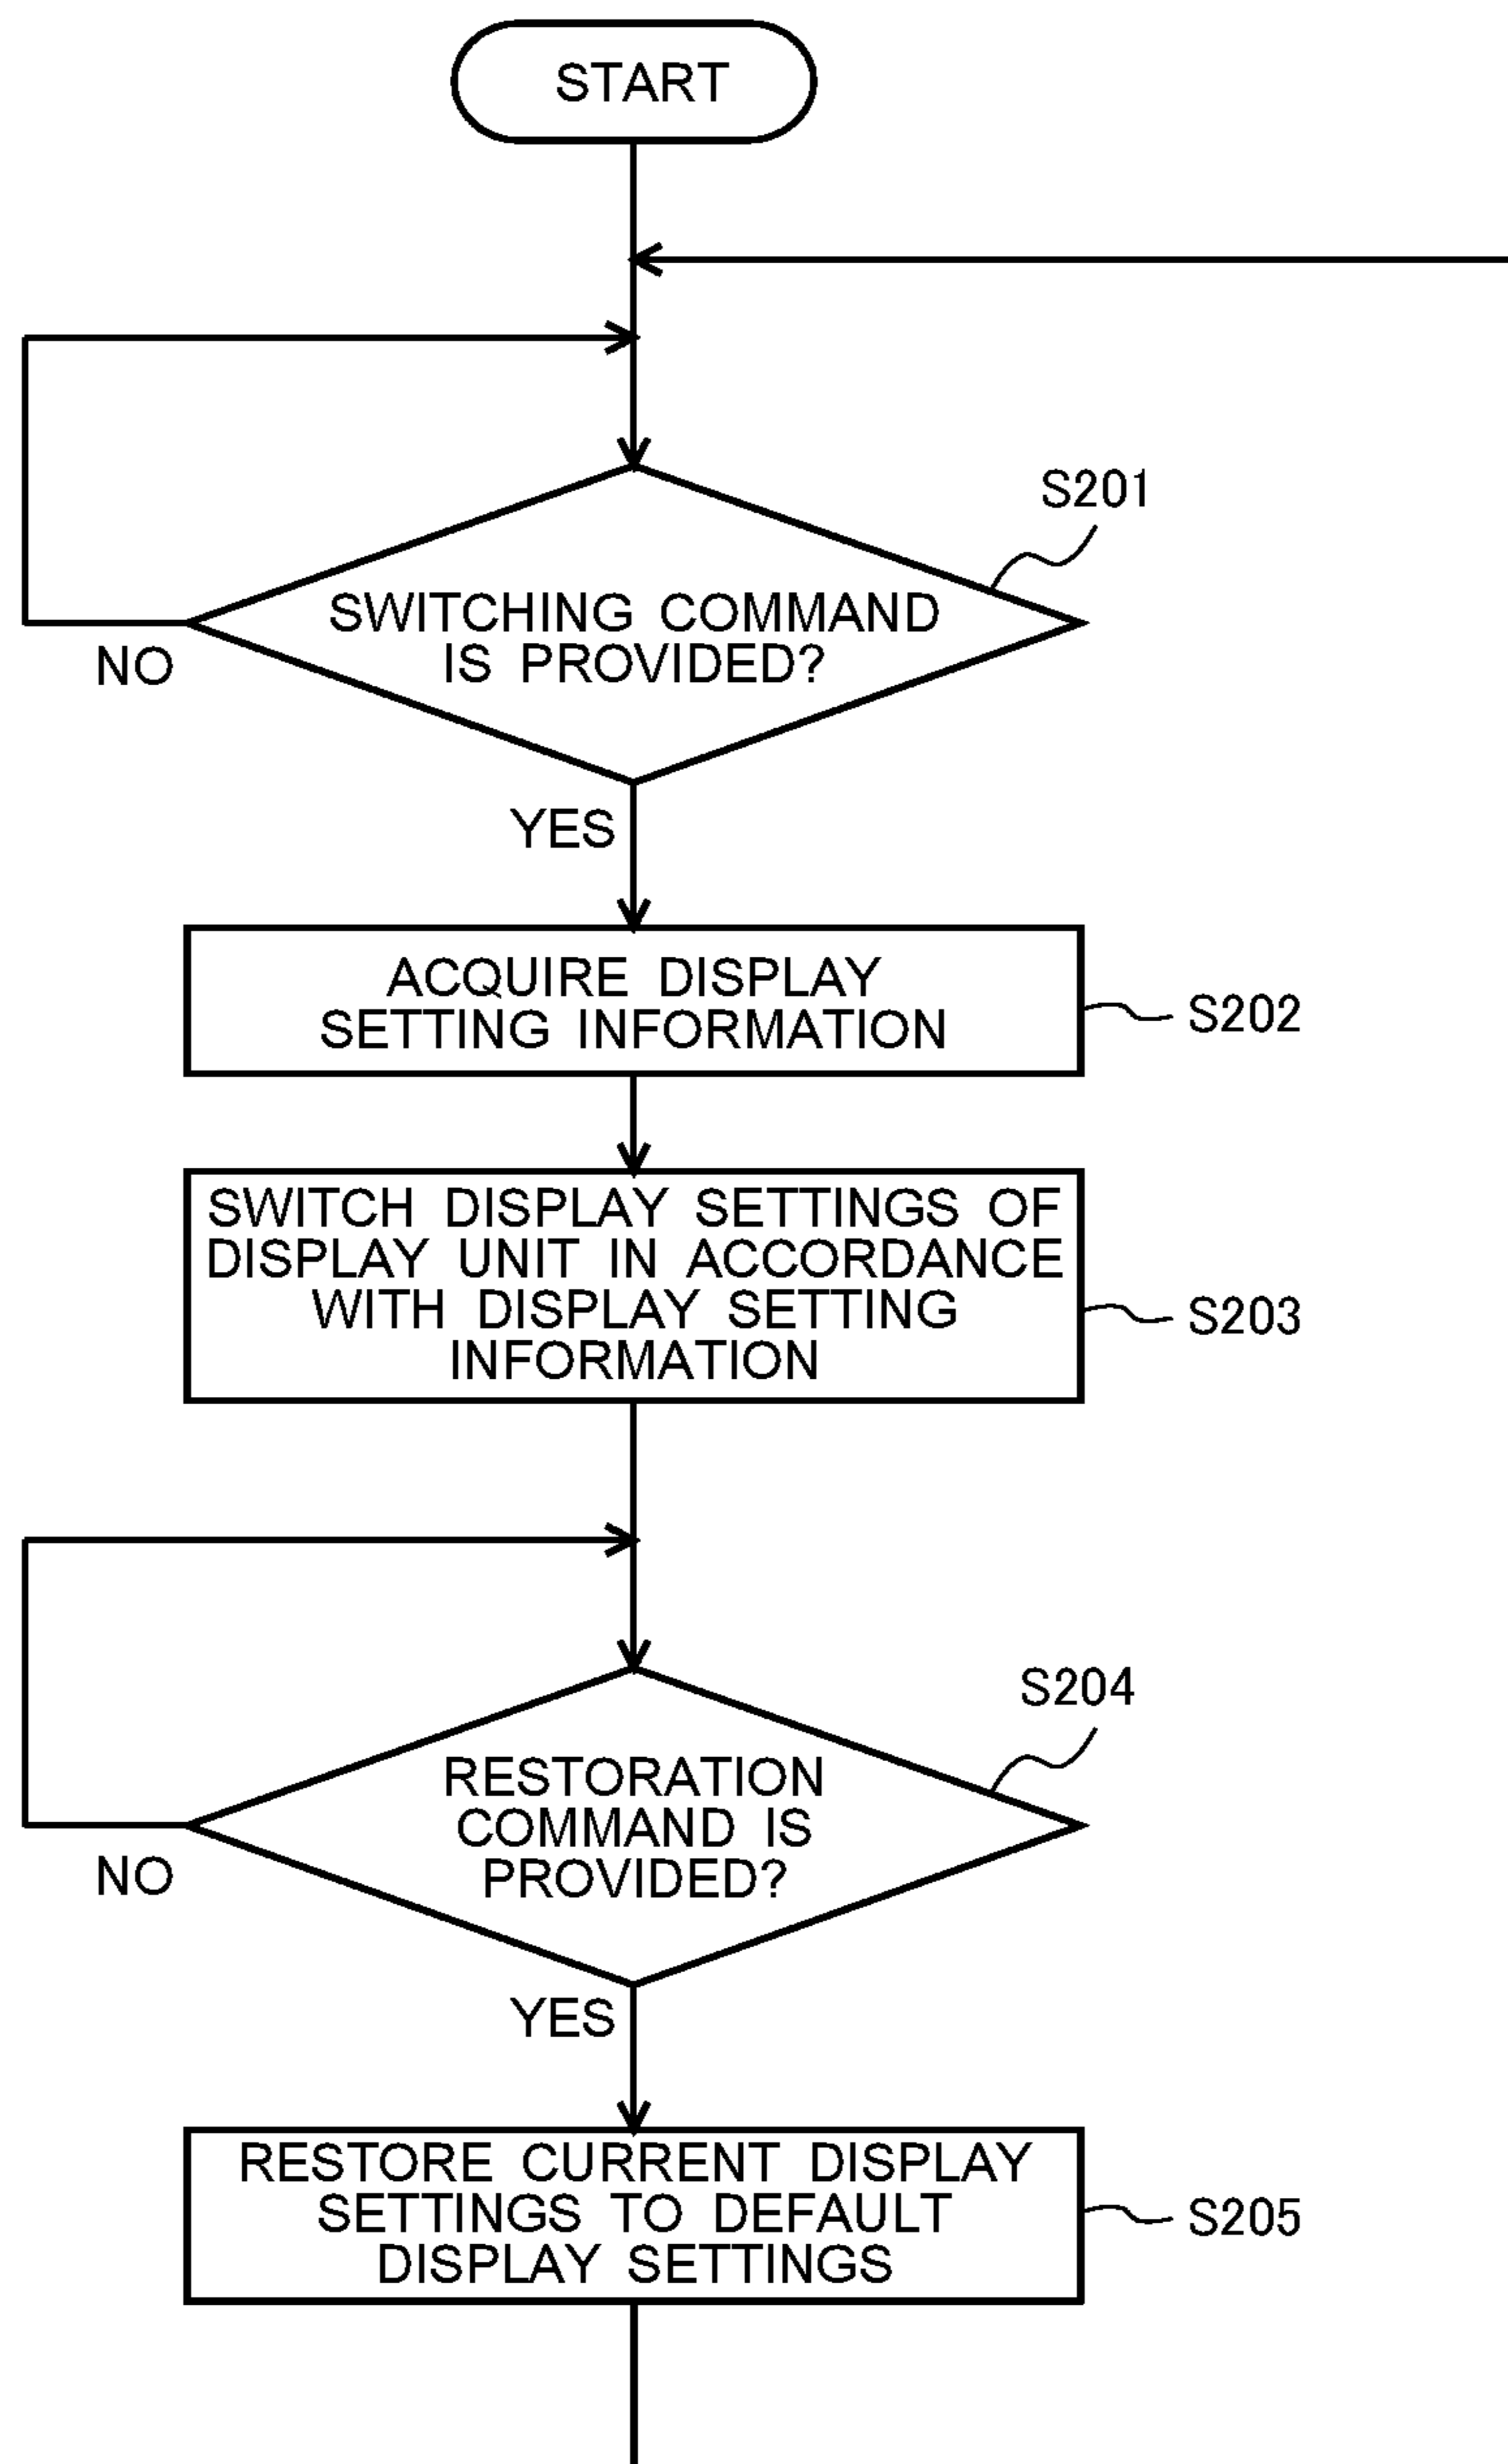 START
S201
SWITCHING COMMAND
IS PROVIDED?
NO
YES
ACQUIRE DISPLAY
SETTING INFORMATION
S202
SWITCH DISPLAY SETTINGS OF
DISPLAY UNIT IN ACCORDANCE
WITH DISPLAY SETTING
INFORMATION
S203
S204
RESTORATION
COMMAND IS
PROVIDED?
NO
YES
RESTORE CURRENT DISPLAY
SETTINGS TO DEFAULT
DISPLAY SETTINGS
S205